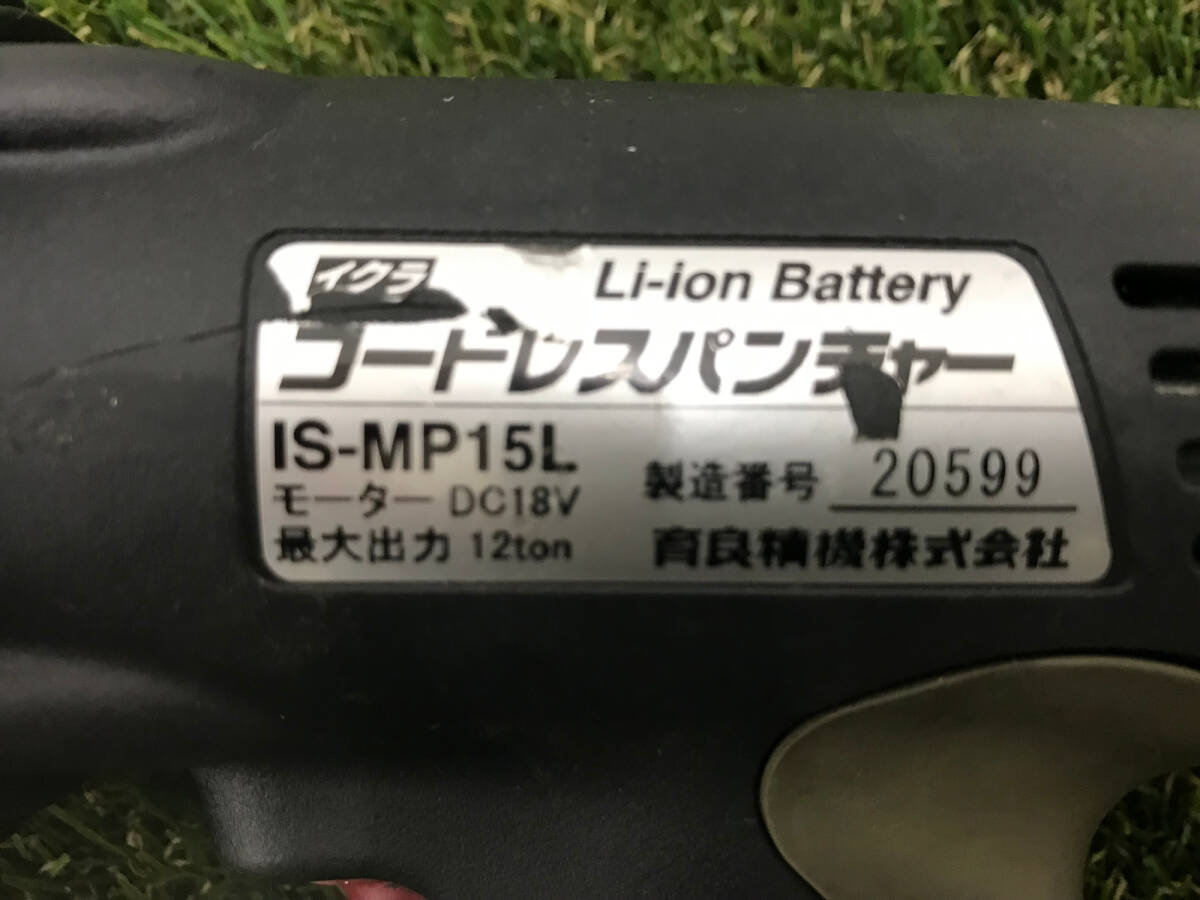 イクラ
Li-ion Battery
コードレスパンチャー
IS-MP15L
モーター DC18V
製造番号 20599
最大出力 12ton
育良精機株式会社